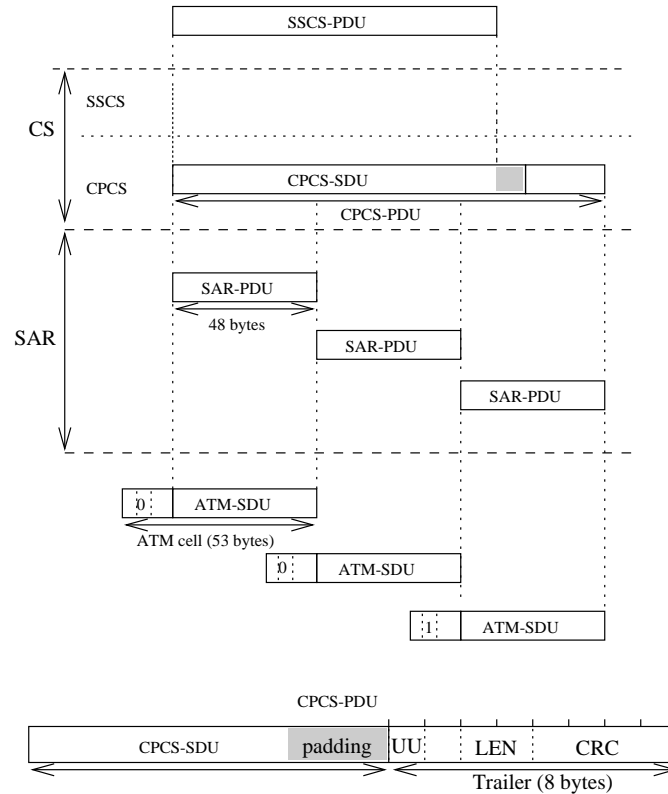 SSCS-PDU
SSCS
CS
CPCS
CPCS-SDU
CPCS-PDU
SAR-PDU
48 bytes
SAR
SAR-PDU
SAR-PDU
0 ATM-SDU
ATM cell (53 bytes)
0 ATM-SDU
1 ATM-SDU
CPCS-PDU
CPCS-SDU padding UU LEN CRC
Trailer (8 bytes)